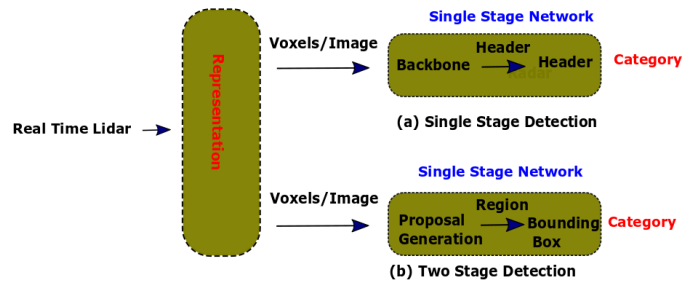 Single Stage Network
Voxels/Image
Header
Backbone
Header
Radar
Category
(a) Single Stage Detection
Representation
Real Time Lidar
Single Stage Network
Voxels/Image
Region
Proposal
Generation
Bounding
Box
Category
(b) Two Stage Detection